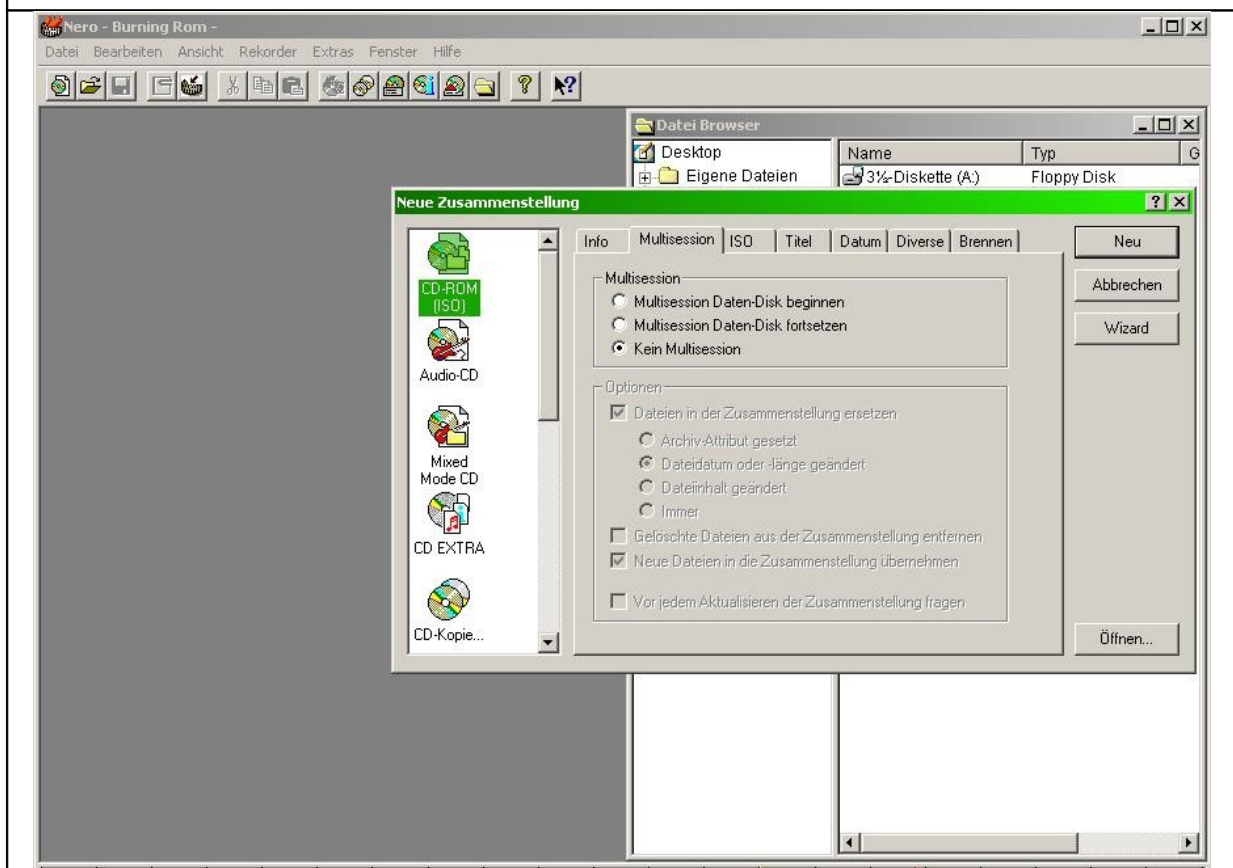 Nero - Burning Rom -
Datei Bearbeiten Ansicht Rekorder Extras Fenster Hilfe
Datei Browser
Desktop
Eigene Dateien
Name Typ G
3½-Diskette (A:) Floppy Disk
Neue Zusammenstellung
CD-ROM
(ISO)
Audio-CD
Mixed
Mode CD
CD EXTRA
CD-Kopie...
Info Multisession ISO Titel Datum Diverse Brennen
Multisession
Multisession Daten-Disk beginnen
Multisession Daten-Disk fortsetzen
Kein Multisession
Optionen
Dateien in der Zusammenstellung ersetzen
Archiv-Attribut gesetzt
Dateidatum oder -länge geändert
Dateiinhalt geändert
Immer
Gelöschte Dateien aus der Zusammenstellung entfernen
Neue Dateien in die Zusammenstellung übernehmen
Vor jedem Aktualisieren der Zusammenstellung fragen
Neu
Abbrechen
Wizard
Öffnen...